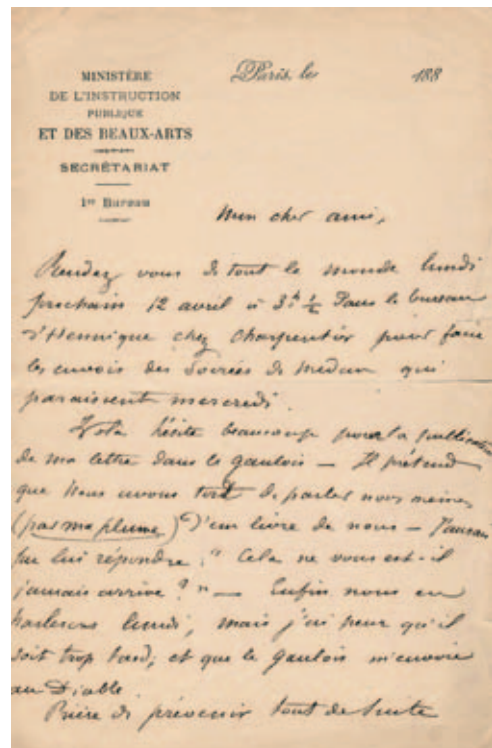 MINISTÈRE
DE L'INSTRUCTION
PUBLIQUE
ET DES BEAUX-ARTS
SECRÉTARIAT
1er Bureau
Paris, le 188
Mon cher ami,
Rendez vous de tout le monde lundi
prochain 12 avril à 3h ½ dans le bureau
d'Hennique chez Charpentier pour faire
les envois des Soirées de Medan qui
paraissent mercredi.
Zola hésite beaucoup pour la publication
de ma lettre dans le Gaulois — Il prétend
que nous avons tort de parler nous mêmes
(par ma plume) d'un livre de nous — J'aurais
pu lui répondre : "Cela ne vous est-il
jamais arrivé ?" — Enfin nous en
parlerons lundi, mais j'ai peur qu'il
soit trop tard, et que le Gaulois m'envoie
au Diable.
Prière de prévenir tout de suite